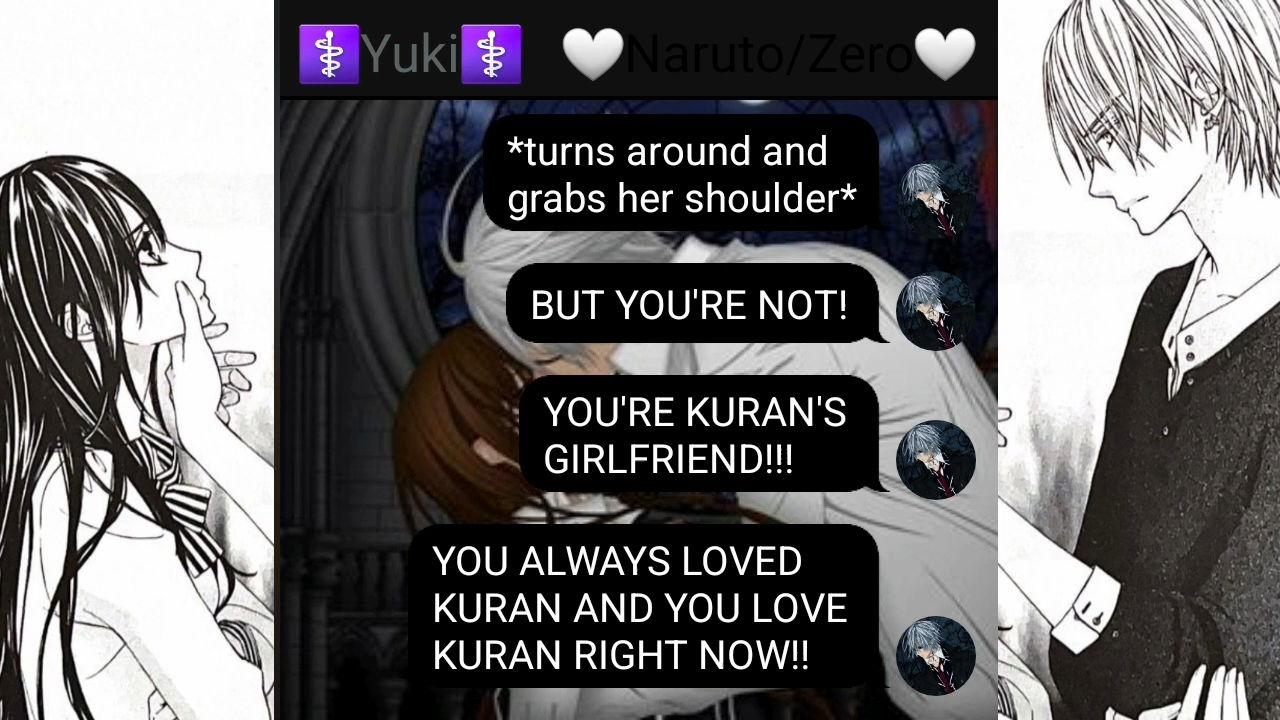 ⚕Yuki⚕ 🤍Naruto/Zero🤍
*turns around and
grabs her shoulder*
BUT YOU'RE NOT!
YOU'RE KURAN'S
GIRLFRIEND!!!
YOU ALWAYS LOVED
KURAN AND YOU LOVE
KURAN RIGHT NOW!!